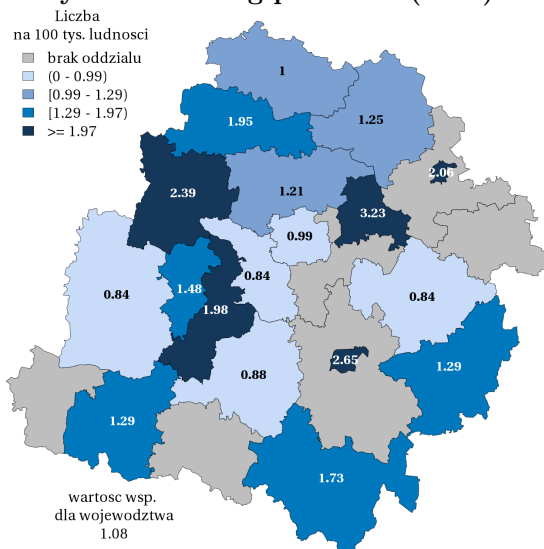 Liczba
na 100 tys. ludnosci
brak oddzialu
(0 - 0.99)
[0.99 - 1.29)
[1.29 - 1.97)
>= 1.97
1
1.95
1.25
2.06
2.39
1.21
3.23
0.99
0.84
1.48
0.84
0.84
1.98
2.65
1.29
0.88
1.29
1.73
wartosc wsp.
dla wojewodztwa
1.08